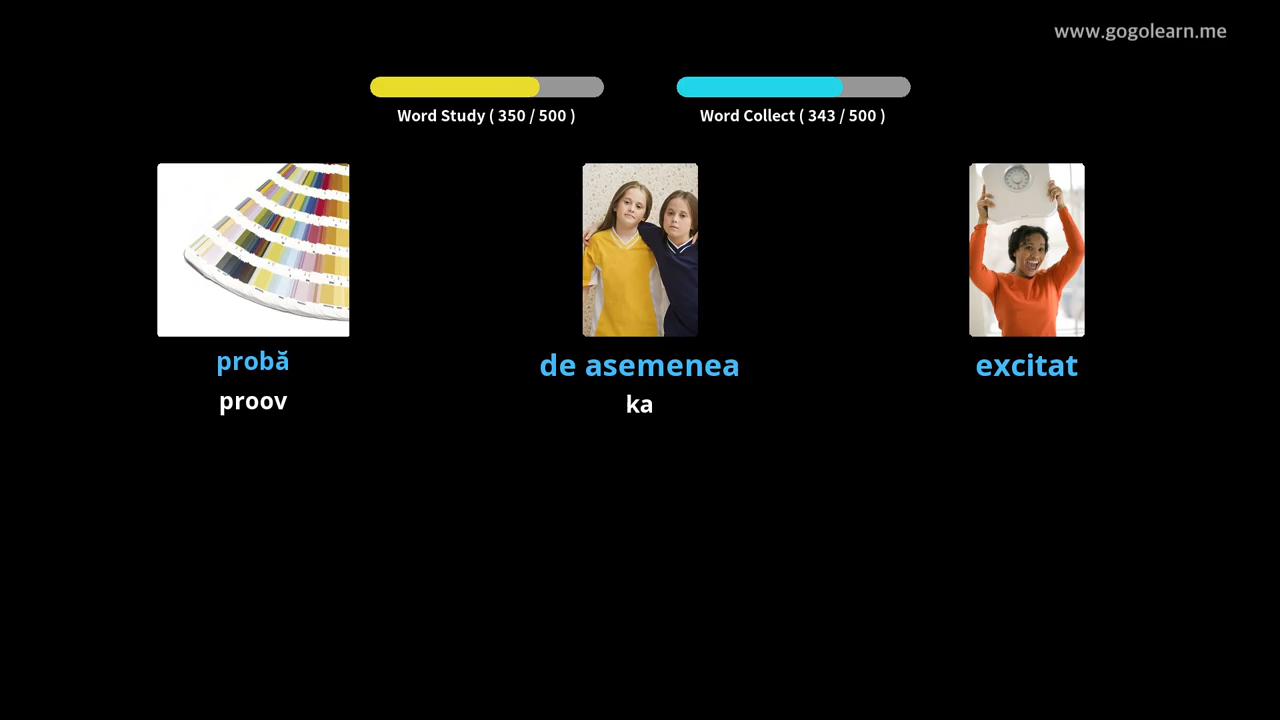 www.gogolearn.me
Word Study ( 350 / 500 )
Word Collect ( 343 / 500 )
probă
proov
de asemenea
ka
excitat